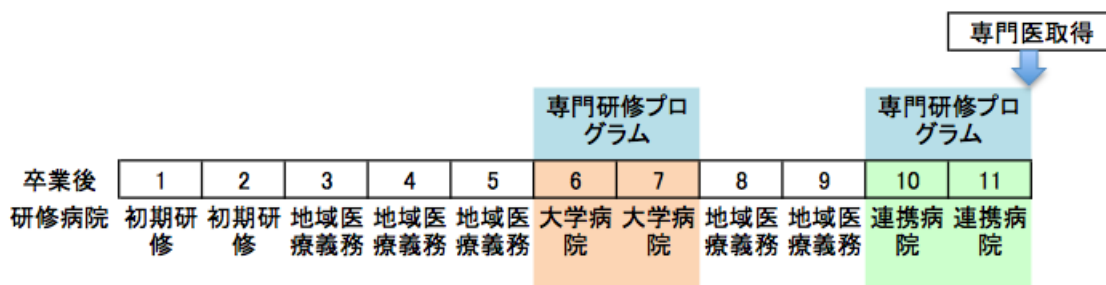 専門医取得
専門研修プロ
グラム
専門研修プロ
グラム
卒業後 1 2 3 4 5 6 7 8 9 10 11
研修病院 初期研 初期研 地域医 地域医 地域医 大学病 大学病 地域医 地域医 連携病 連携病
修 修 療義務 療義務 療義務 院 院 療義務 療義務 院 院